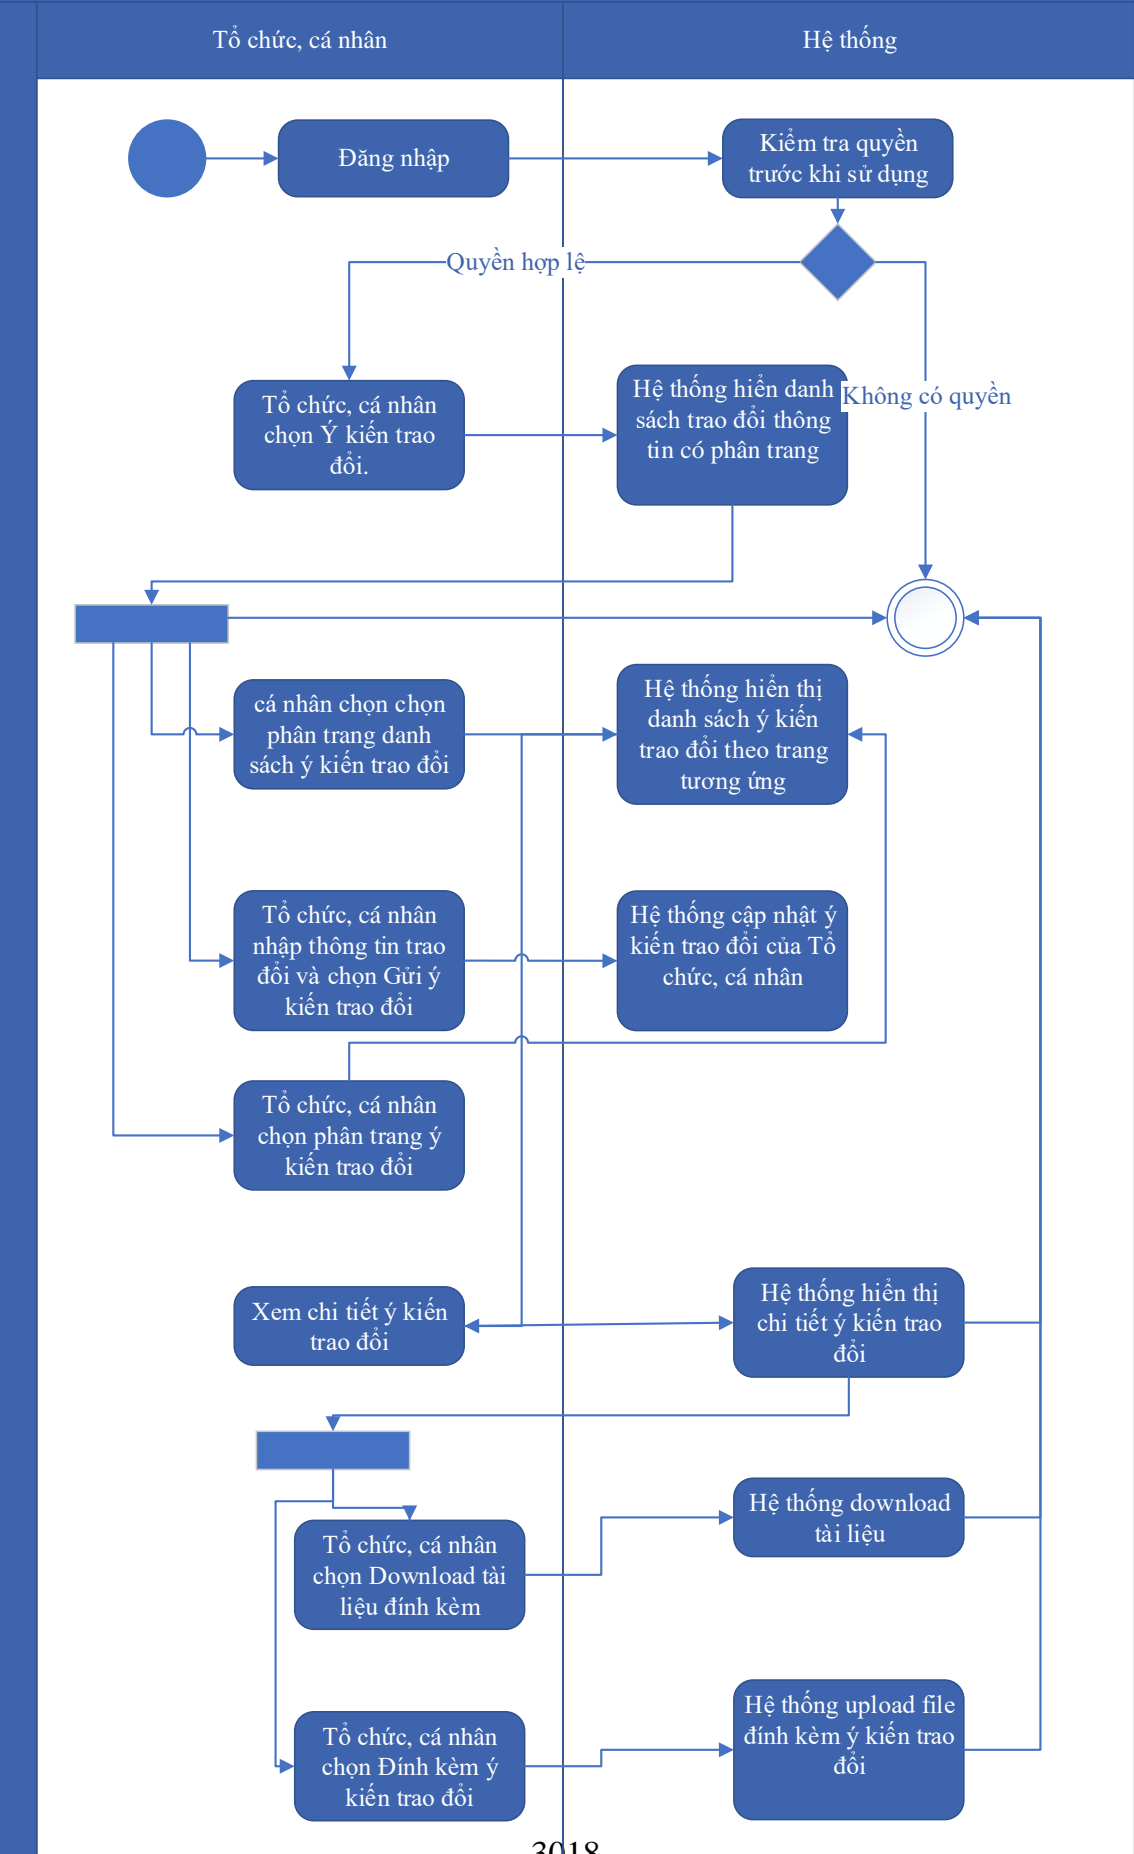 Tổ chức, cá nhân
Hệ thống
Đăng nhập
Kiểm tra quyền
trước khi sử dụng
Quyền hợp lệ
Không có quyền
Tổ chức, cá nhân
chọn Ý kiến trao
đổi.
Hệ thống hiển danh
sách trao đổi thông
tin có phân trang
cá nhân chọn chọn
phân trang danh
sách ý kiến trao đổi
Hệ thống hiển thị
danh sách ý kiến
trao đổi theo trang
tương ứng
Tổ chức, cá nhân
nhập thông tin trao
đổi và chọn Gửi ý
kiến trao đổi
Hệ thống cập nhật ý
kiến trao đổi của Tổ
chức, cá nhân
Tổ chức, cá nhân
chọn phân trang ý
kiến trao đổi
Xem chi tiết ý kiến
trao đổi
Hệ thống hiển thị
chi tiết ý kiến trao
đổi
Tổ chức, cá nhân
chọn Download tài
liệu đính kèm
Hệ thống download
tài liệu
Tổ chức, cá nhân
chọn Đính kèm ý
kiến trao đổi
Hệ thống upload file
đính kèm ý kiến trao
đổi
3018